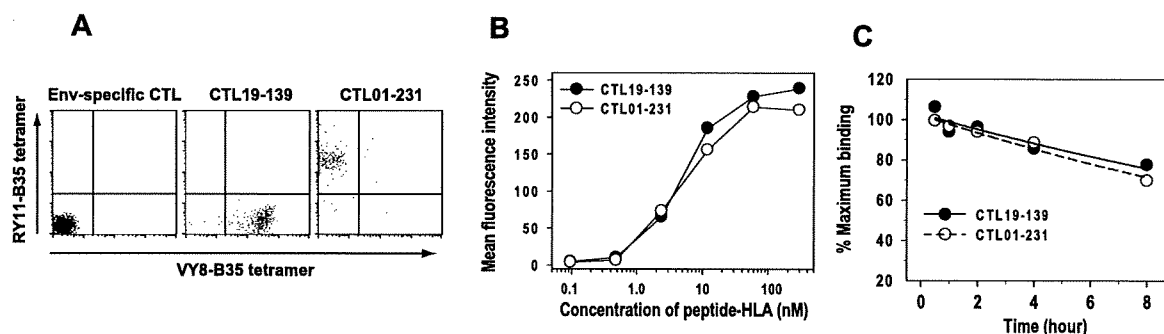 A
Env-specific CTL CTL19-139 CTL01-231
RY11-B35 tetramer
VY8-B35 tetramer
B
250
200
150
100
50
0
Mean fluorescence intensity
CTL19-139
CTL01-231
0.1 1.0 10 100
Concentration of peptide-HLA (nM)
C
120
100
80
60
40
20
% Maximum binding
CTL19-139
CTL01-231
0 2 4 6 8
Time (hour)